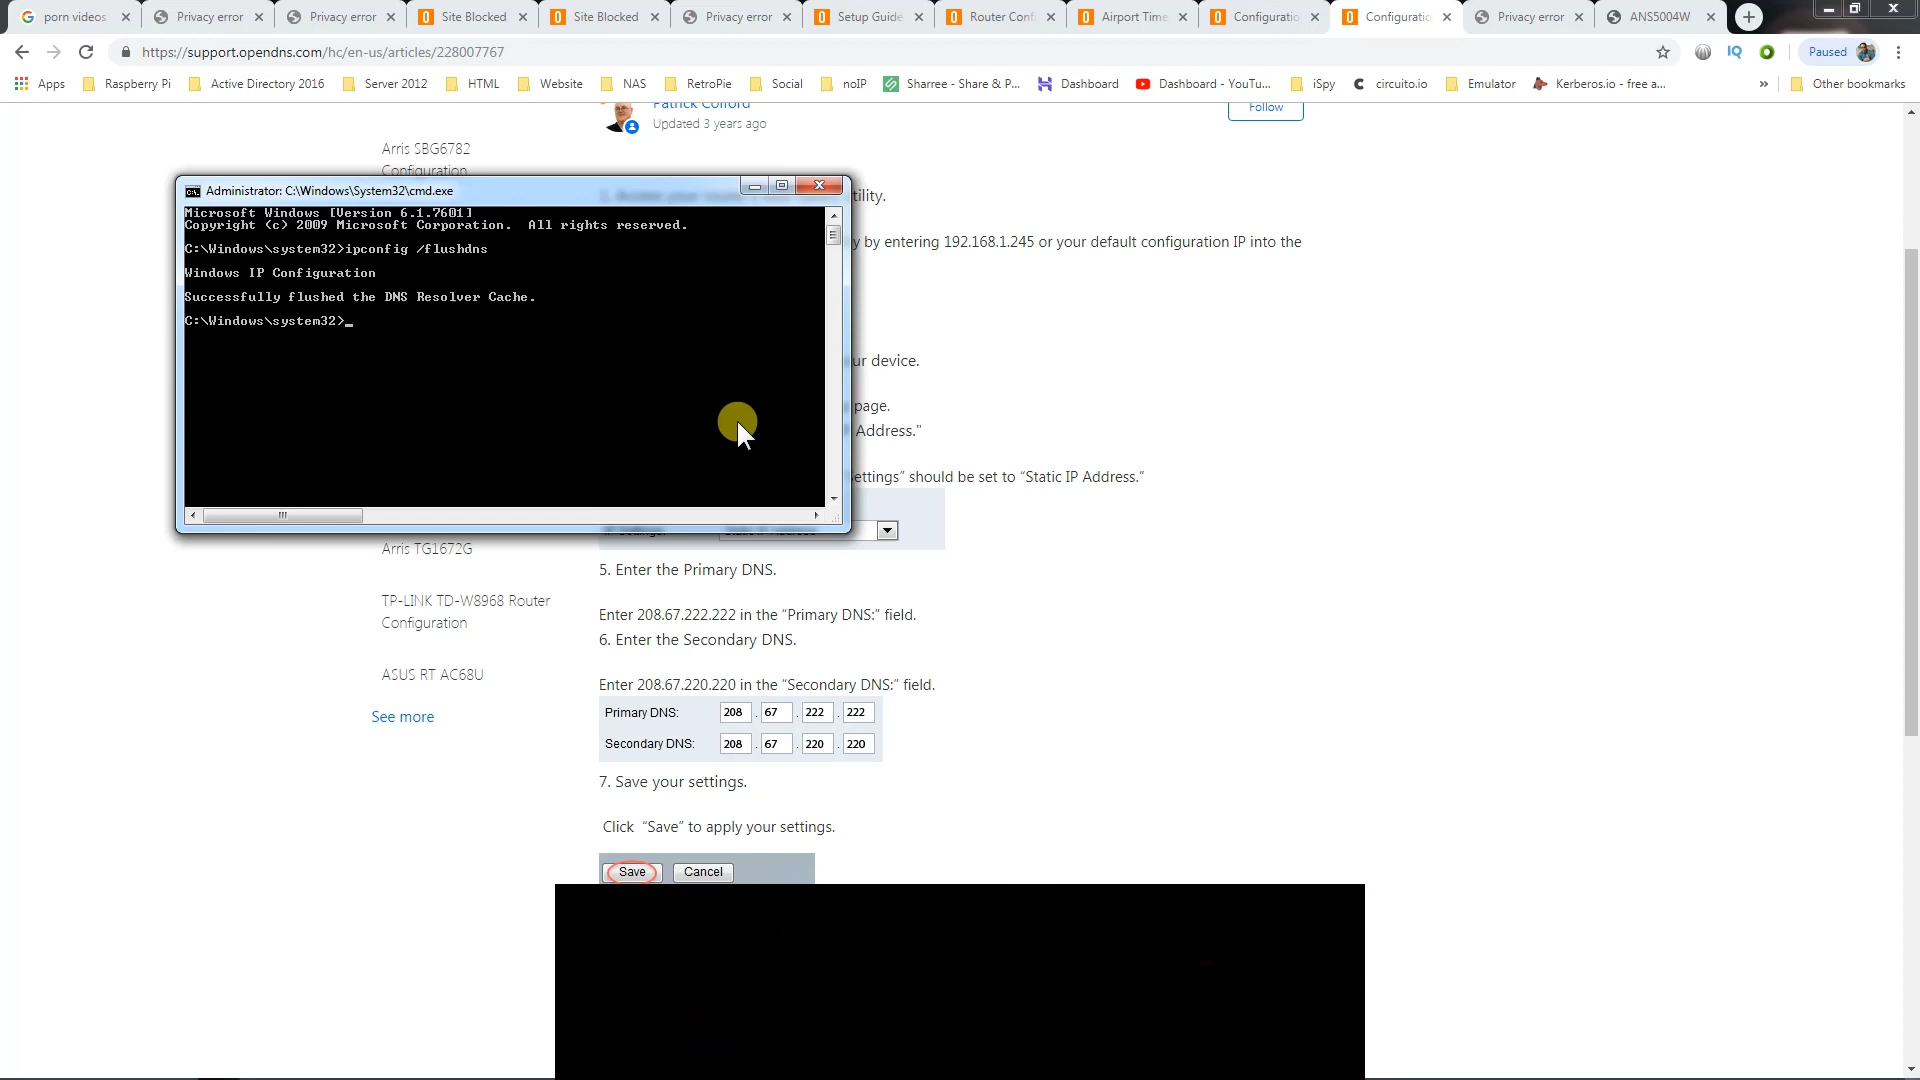 porn videos
Privacy error
Privacy error
Site Blocked
Site Blocked
Privacy error
Setup Guide
Router Conf
Airport Time
Configuratio
Configuratio
Privacy error
ANS5004W
https://support.opendns.com/hc/en-us/articles/228007767
Paused
Apps
Raspberry Pi
Active Directory 2016
Server 2012
HTML
Website
NAS
RetroPie
Social
noIP
Sharree - Share & P...
Dashboard
Dashboard - YouTu...
iSpy
circuito.io
Emulator
Kerberos.io - free a...
Other bookmarks
Patrick Colford
Updated 3 years ago
Follow
Arris SBG6782
Configuration
Administrator: C:\Windows\System32\cmd.exe
Microsoft Windows [Version 6.1.7601]
Copyright (c) 2009 Microsoft Corporation.  All rights reserved.
C:\Windows\system32>ipconfig /flushdns
Windows IP Configuration
Successfully flushed the DNS Resolver Cache.
C:\Windows\system32>_
tility.
y by entering 192.168.1.245 or your default configuration IP into the
ur device.
page.
Address."
Settings” should be set to “Static IP Address.”
Arris TG1672G
TP-LINK TD-W8968 Router
Configuration
ASUS RT AC68U
See more
5. Enter the Primary DNS.
Enter 208.67.222.222 in the “Primary DNS:” field.
6. Enter the Secondary DNS.
Enter 208.67.220.220 in the “Secondary DNS:” field.
Primary DNS: 208 . 67 . 222 . 222
Secondary DNS: 208 . 67 . 220 . 220
7. Save your settings.
Click “Save” to apply your settings.
Save
Cancel